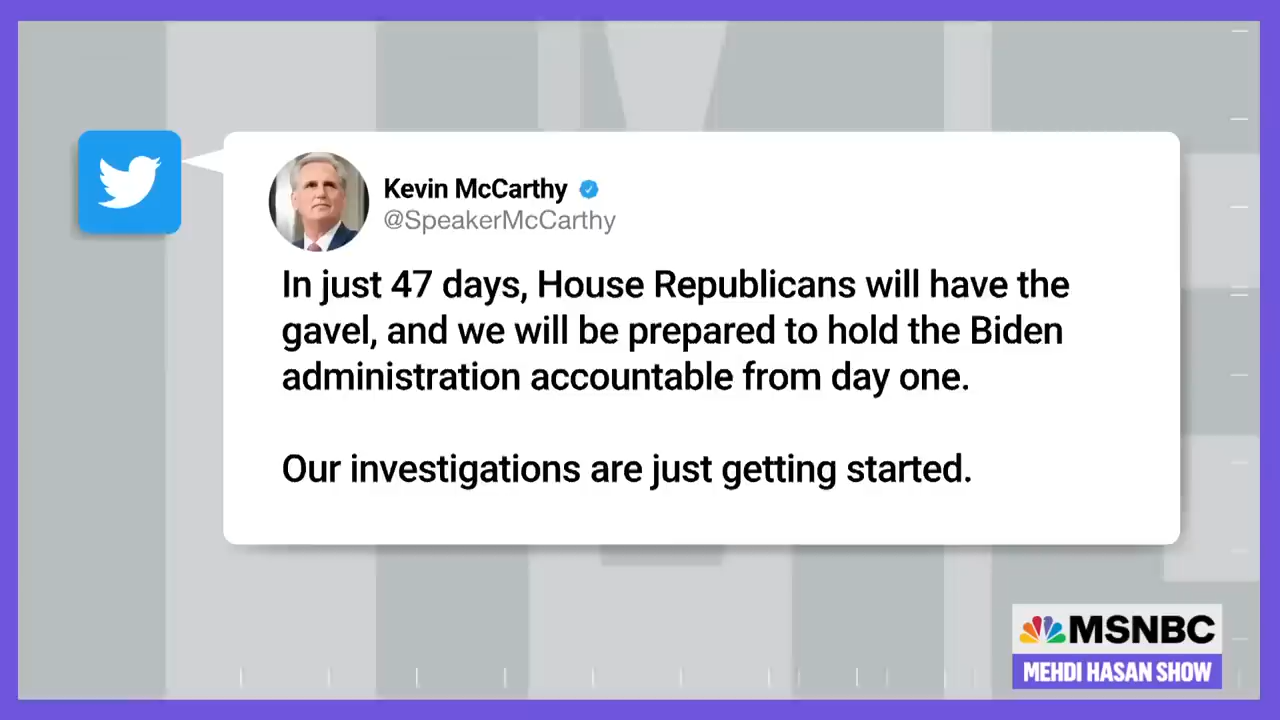 Kevin McCarthy
@SpeakerMcCarthy
In just 47 days, House Republicans will have the
gavel, and we will be prepared to hold the Biden
administration accountable from day one.
Our investigations are just getting started.
MSNBC
MEHDI HASAN SHOW